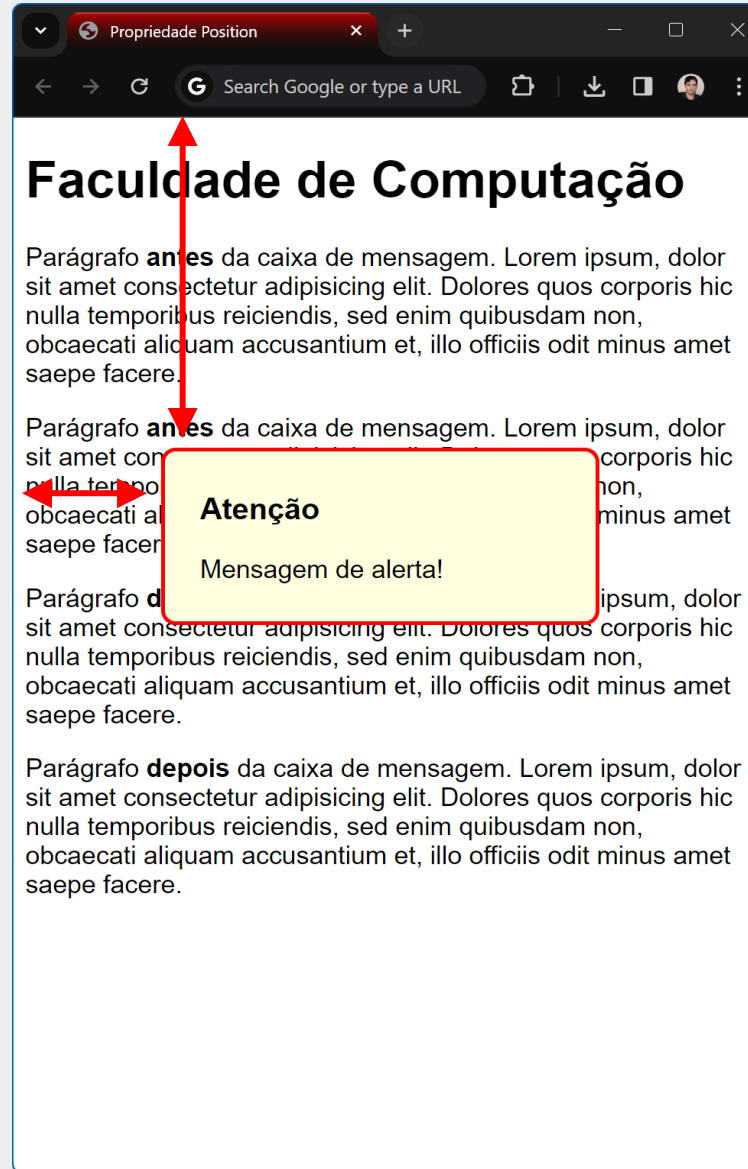 Propriedade Position
Search Google or type a URL
Faculdade de Computação
Parágrafo antes da caixa de mensagem. Lorem ipsum, dolor
sit amet consectetur adipisicing elit. Dolores quos corporis hic
nulla temporibus reiciendis, sed enim quibusdam non,
obcaecati aliquam accusantium et, illo officiis odit minus amet
saepe facere.
Parágrafo antes da caixa de mensagem. Lorem ipsum, dolor
sit amet corporis hic
nulla non,
obcaecati minus amet
saepe
Atenção
Mensagem de alerta!
Parágrafo ipsum, dolor
sit amet consectetur adipisicing elit. Dolores quos corporis hic
nulla temporibus reiciendis, sed enim quibusdam non,
obcaecati aliquam accusantium et, illo officiis odit minus amet
saepe facere.
Parágrafo depois da caixa de mensagem. Lorem ipsum, dolor
sit amet consectetur adipisicing elit. Dolores quos corporis hic
nulla temporibus reiciendis, sed enim quibusdam non,
obcaecati aliquam accusantium et, illo officiis odit minus amet
saepe facere.